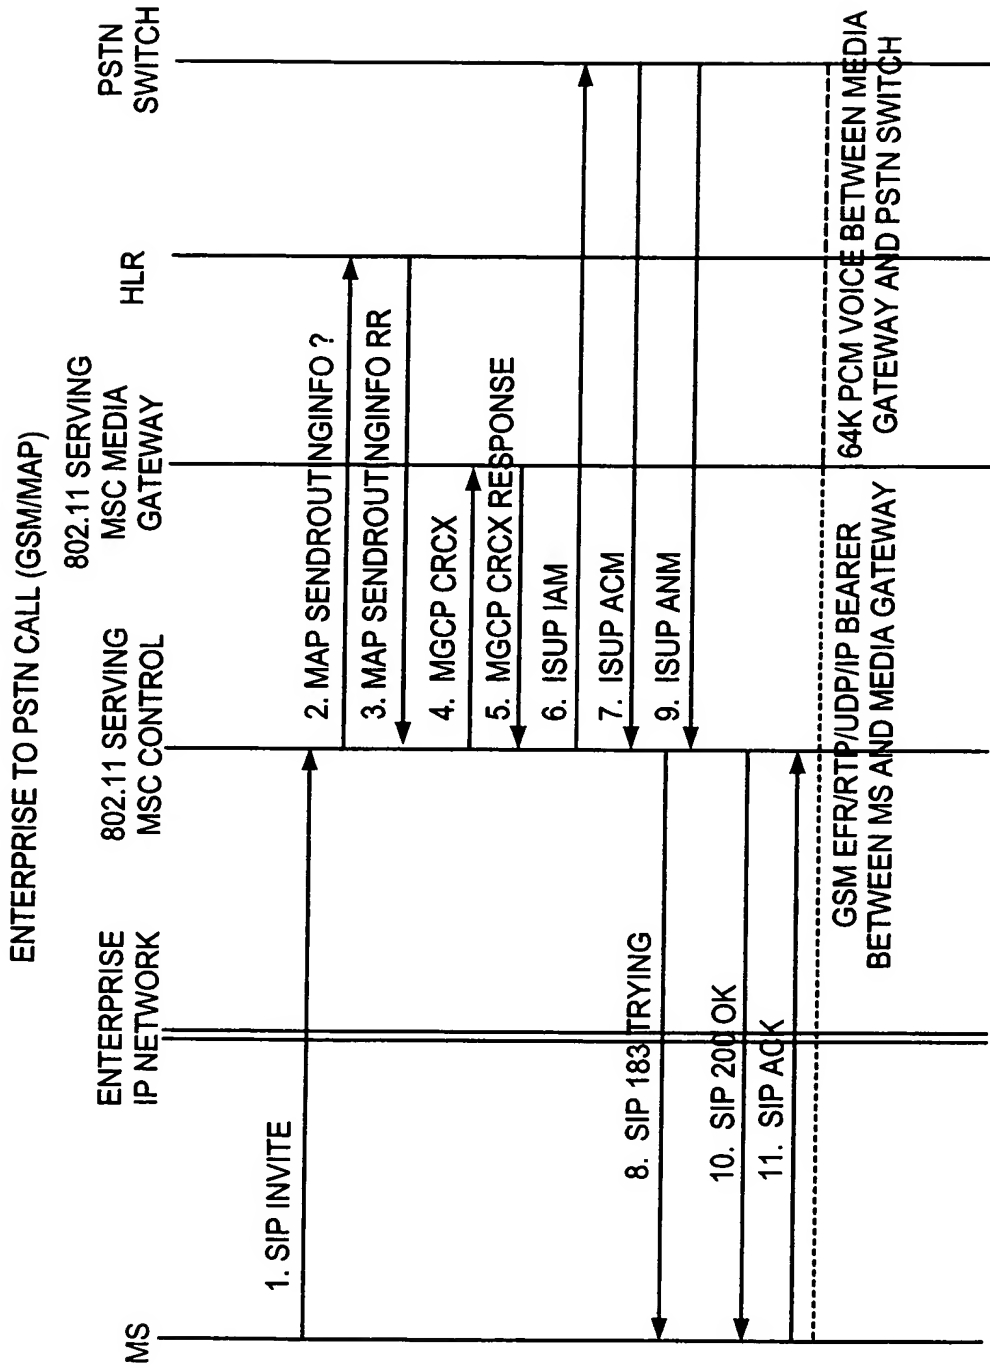 ENTERPRISE TO PSTN CALL (GSM/MAP)
MS
ENTERPRISE
IP NETWORK
802.11 SERVING
MSC CONTROL
802.11 SERVING
MSC MEDIA
GATEWAY
HLR
PSTN
SWITCH
1. SIP INVITE
2. MAP SENDROUTINGINFO ?
3. MAP SENDROUTINGINFO RR
4. MGCP CRCX
5. MGCP CRCX RESPONSE
6. ISUP IAM
7. ISUP ACM
8. SIP 183 TRYING
9. ISUP ANM
10. SIP 200 OK
11. SIP ACK
GSM EFR/RTP/UDP/IP BEARER
BETWEEN MS AND MEDIA GATEWAY
64K PCM VOICE BETWEEN MEDIA
GATEWAY AND PSTN SWITCH